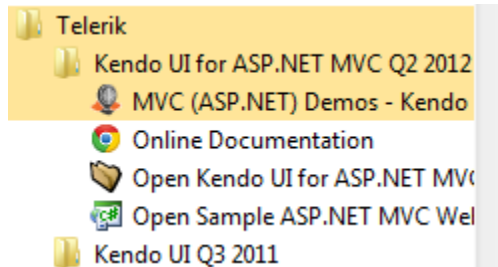 Telerik
Kendo UI for ASP.NET MVC Q2 2012
MVC (ASP.NET) Demos - Kendo
Online Documentation
Open Kendo UI for ASP.NET MV
Open Sample ASP.NET MVC We
Kendo UI Q3 2011